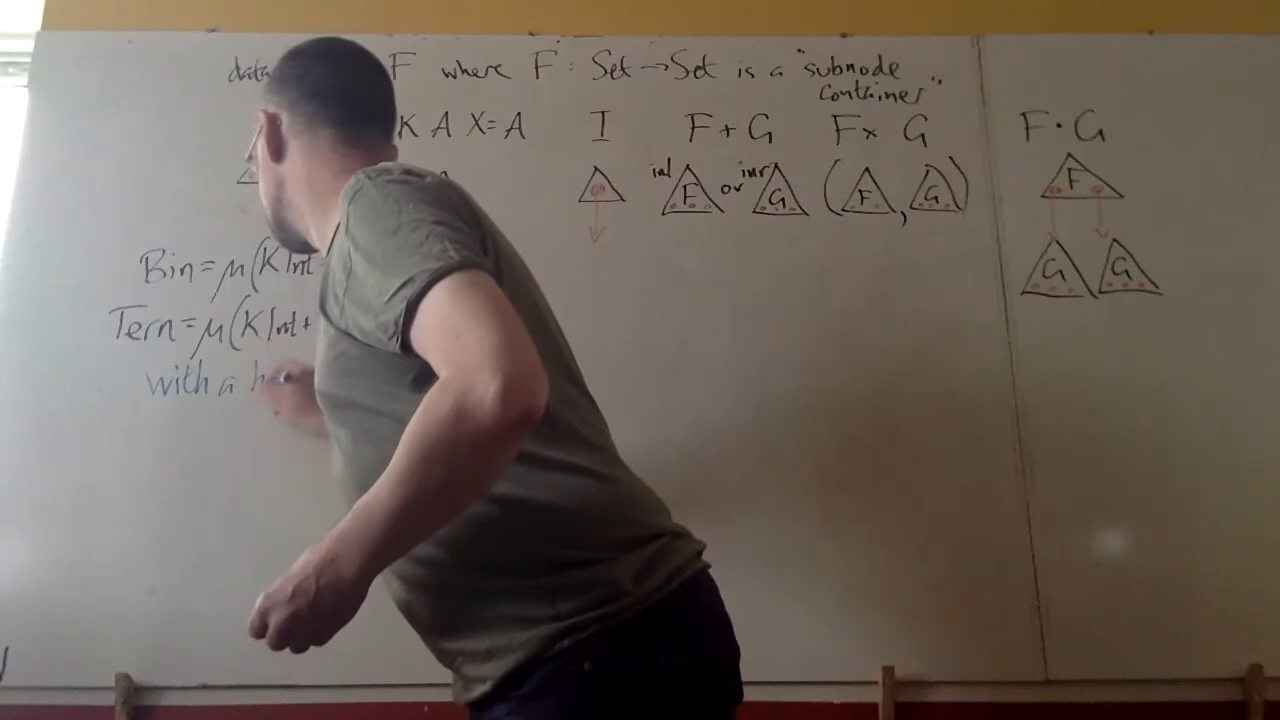 data F where F : Set → Set is a "subnode
container"
K A X = A I F + G F × G F · G
inl F or inr G ( F , G ) F
G G
Bin = μ(K Int
Tern = μ(K Int +
with a